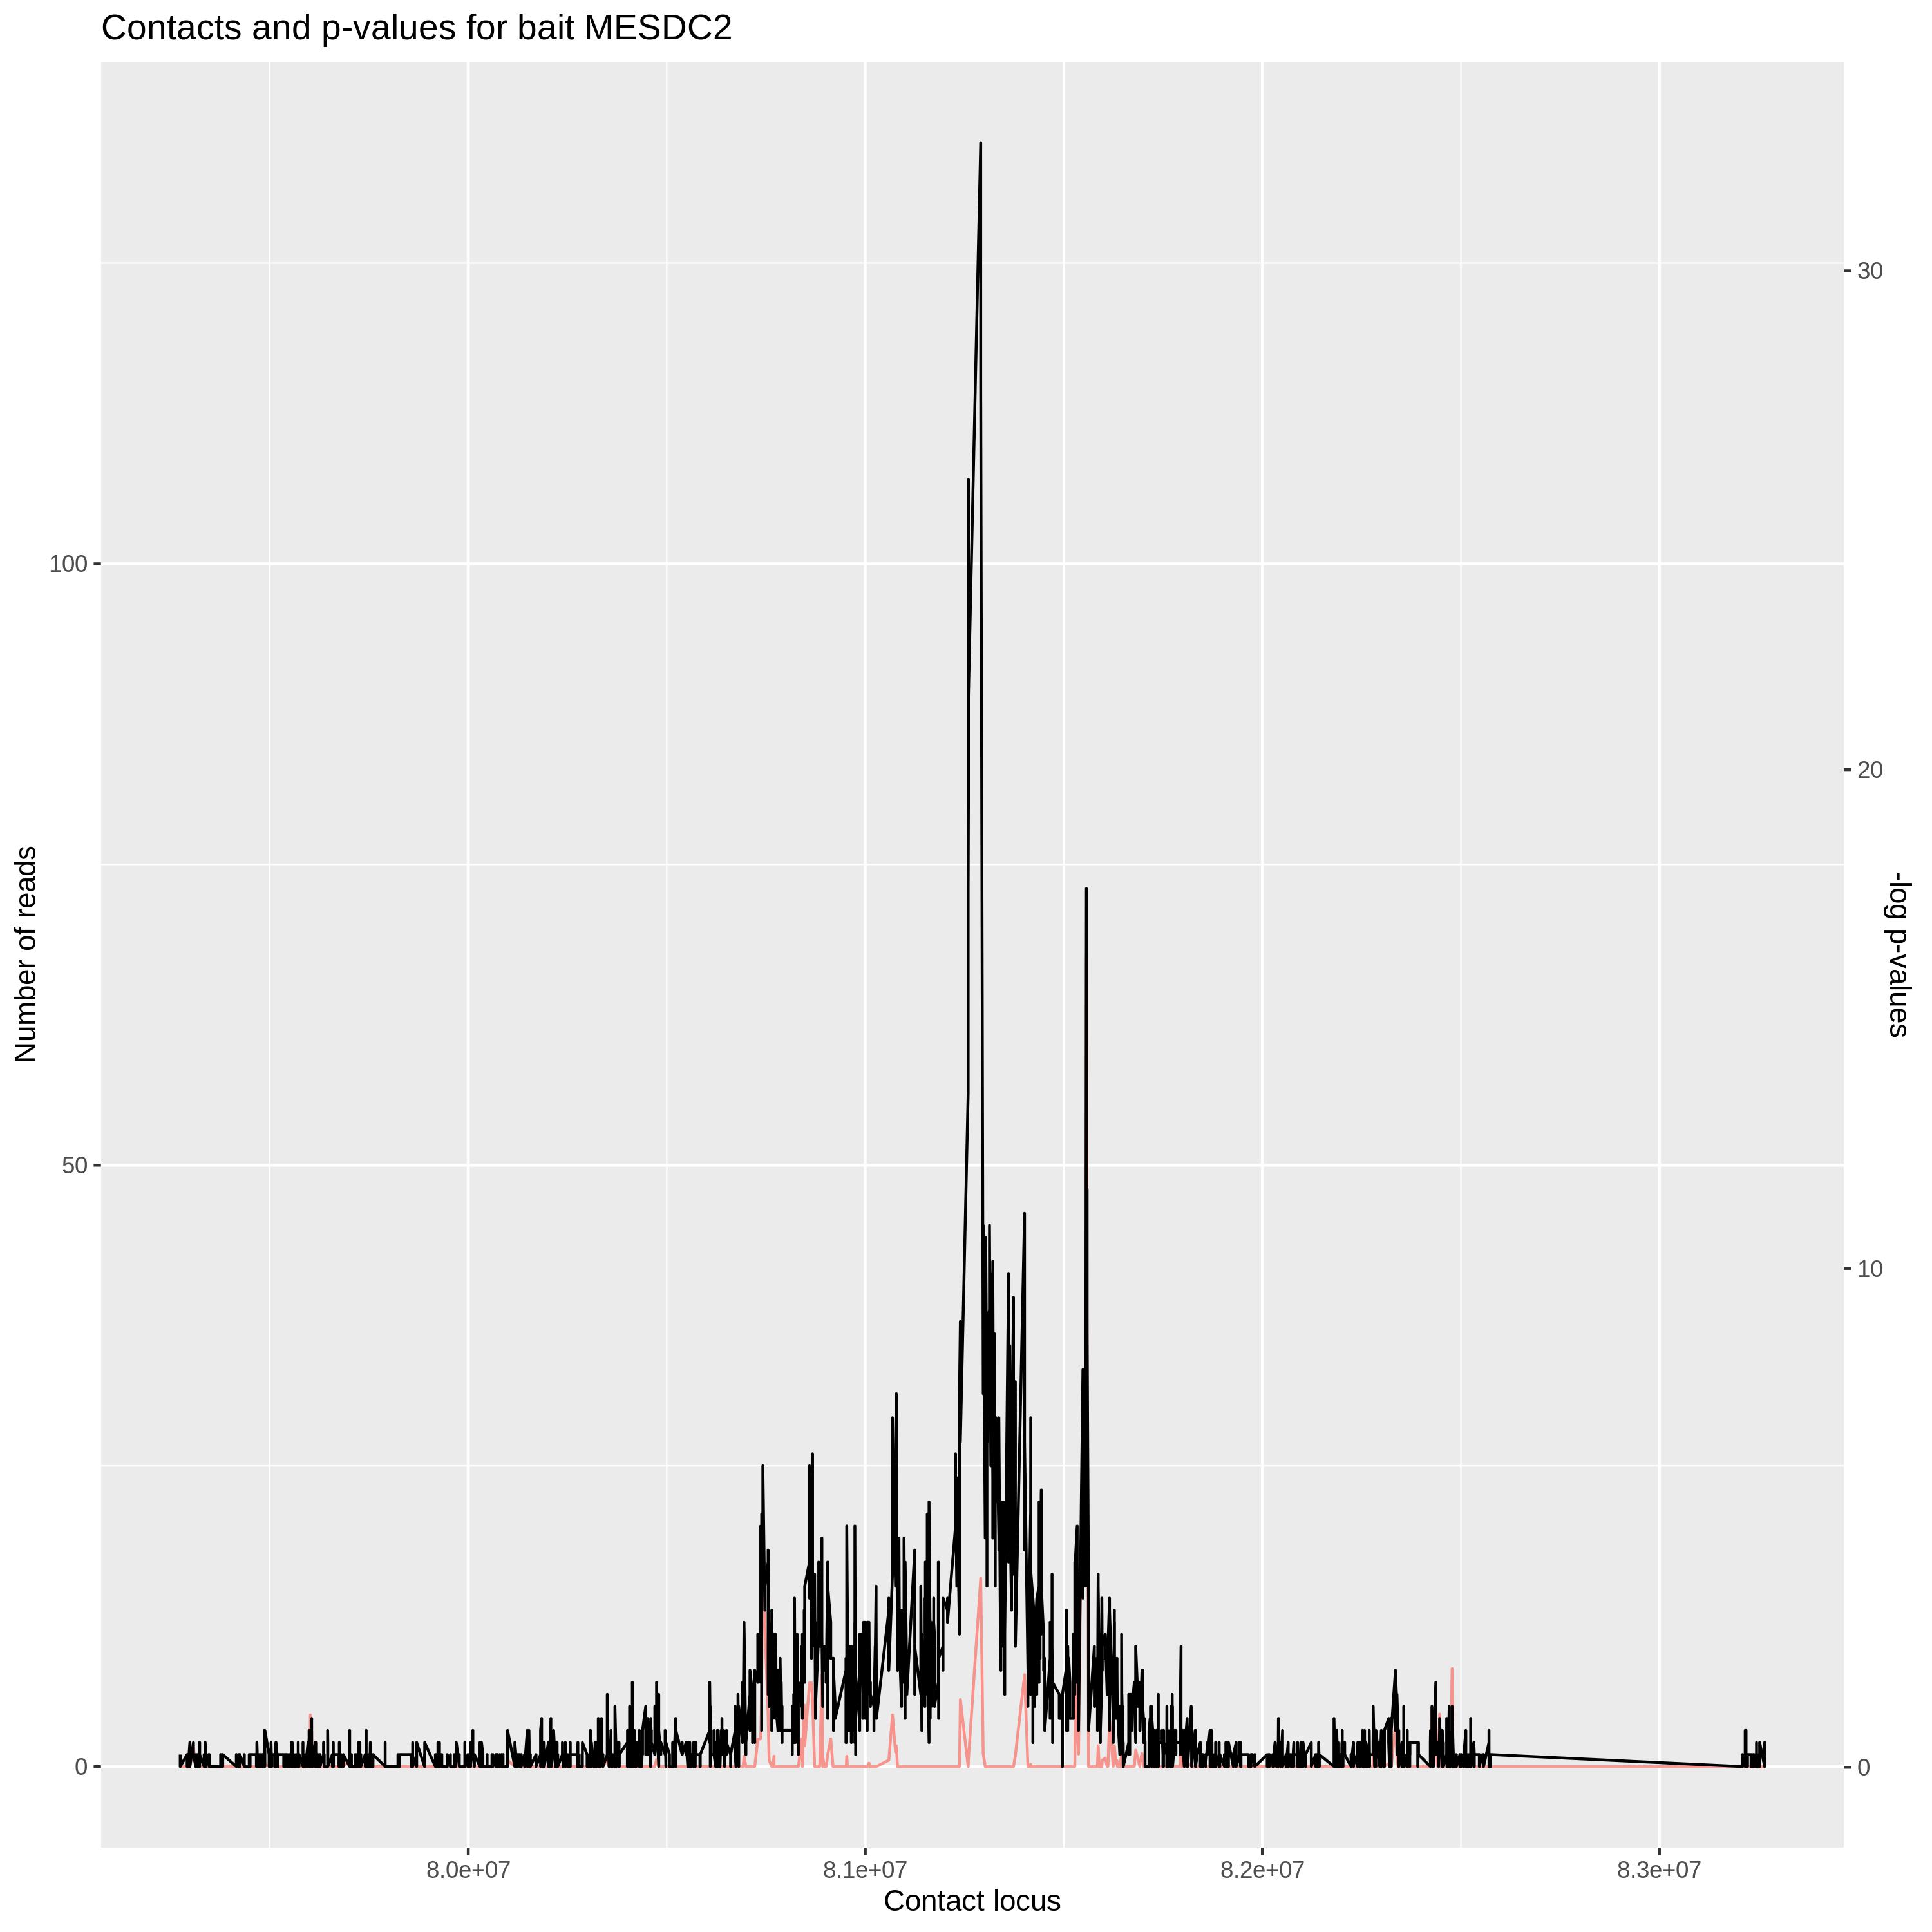 Contacts and p-values for bait MESDC2
Number of reads
100
50
0
30
20
10
0
-log p-values
8.0e+07
8.1e+07
8.2e+07
8.3e+07
Contact locus